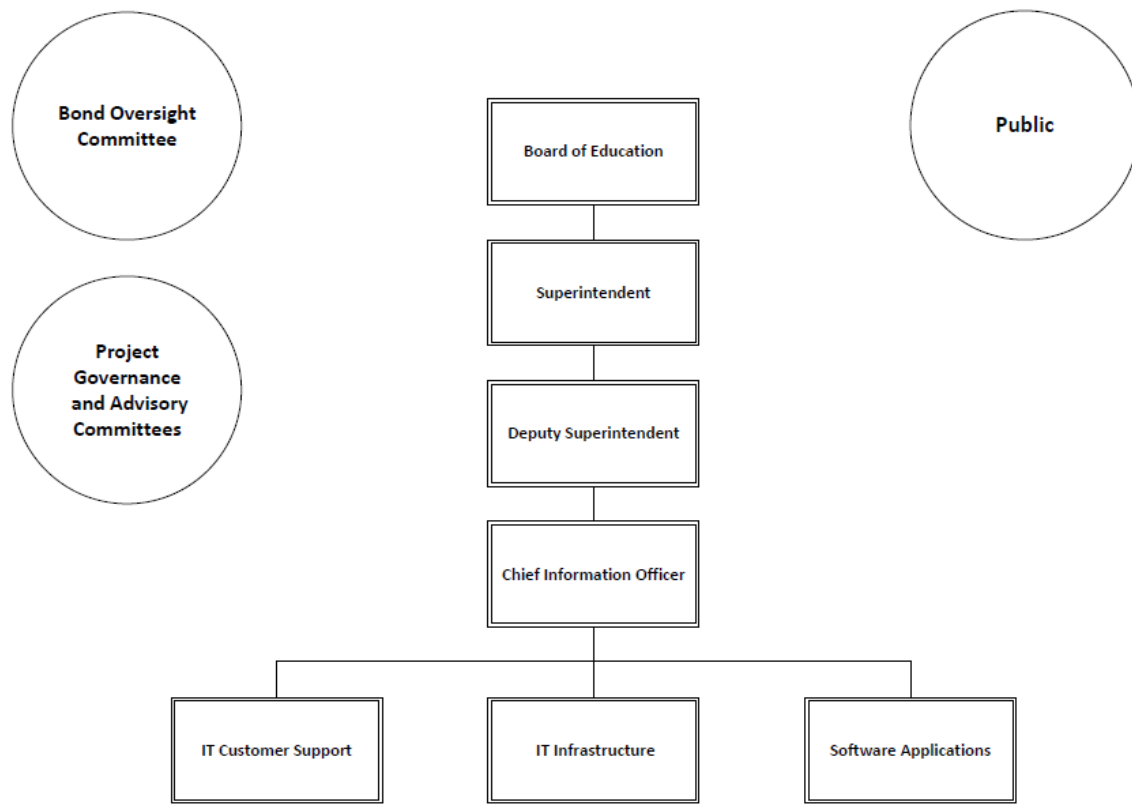 Bond Oversight
Committee
Public
Board of Education
Superintendent
Project
Governance
and Advisory
Committees
Deputy Superintendent
Chief Information Officer
IT Customer Support
IT Infrastructure
Software Applications